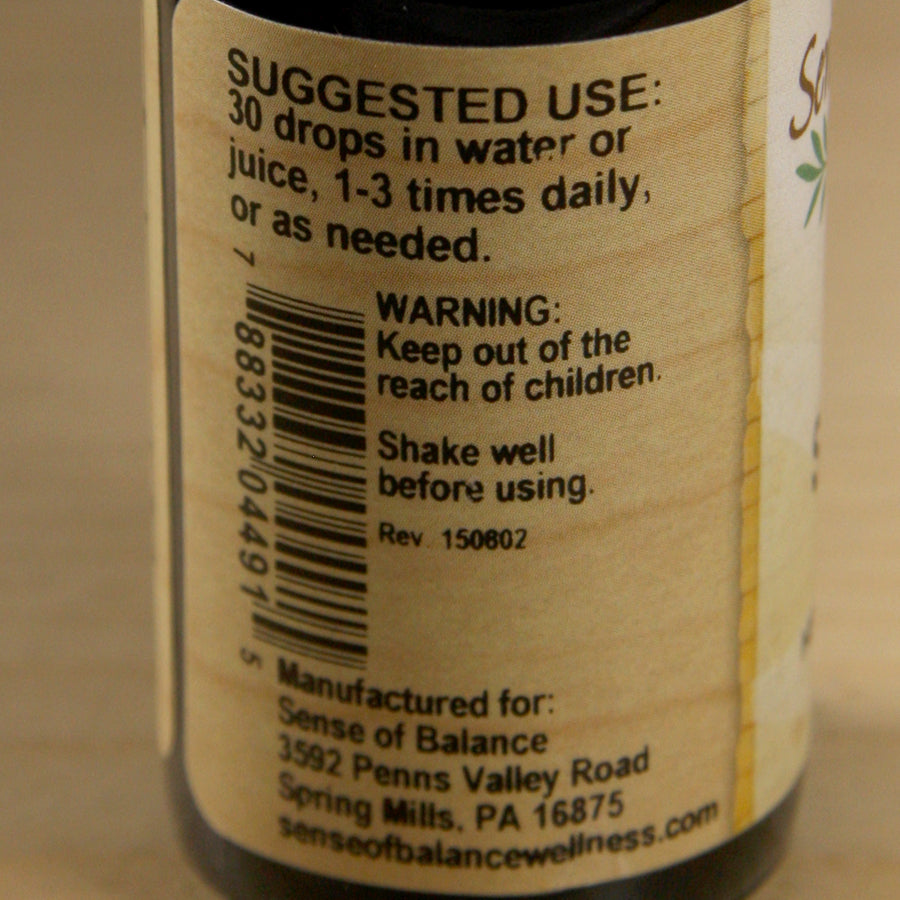 SUGGESTED USE:
30 drops in water or
juice, 1-3 times daily,
or as needed.
7 88332 04491 5
WARNING:
Keep out of the
reach of children.
Shake well
before using.
Rev. 150802
Manufactured for:
Sense of Balance
3592 Penns Valley Road
Spring Mills, PA 16875
senseofbalancewellness.com